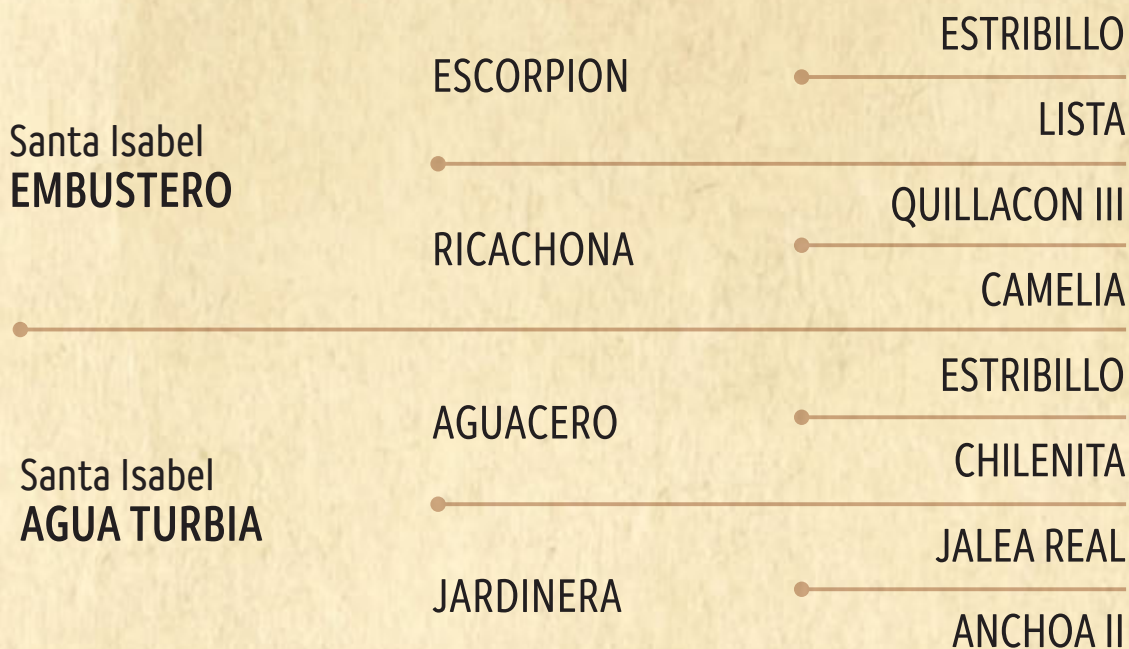 ESTRIBILLO
ESCORPION
LISTA
Santa Isabel
EMBUSTERO
QUILLACON III
RICACHONA
CAMELIA
ESTRIBILLO
AGUACERO
CHILENITA
Santa Isabel
AGUA TURBIA
JALEA REAL
JARDINERA
ANCHOA II